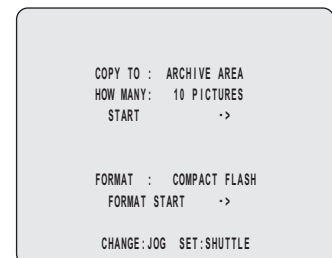 COPY TO : ARCHIVE AREA
HOW MANY: 10 PICTURES
START ->
FORMAT : COMPACT FLASH
FORMAT START ->
CHANGE:JOG SET:SHUTTLE